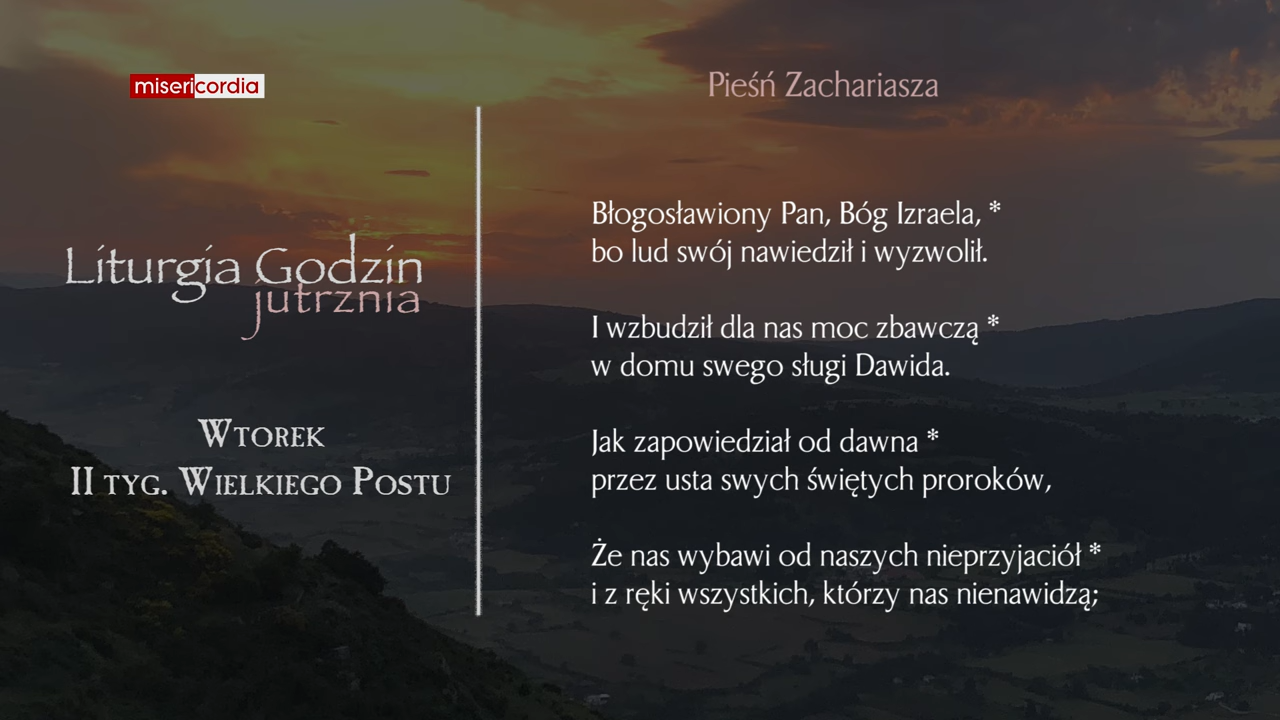 misericordia
Liturgia Godzin
jutrznia
Wtorek
II tyg. Wielkiego Postu
Pieśń Zachariasza
Błogosławiony Pan, Bóg Izraela, *
bo lud swój nawiedził i wyzwolił.
I wzbudził dla nas moc zbawczą *
w domu swego sługi Dawida.
Jak zapowiedział od dawna *
przez usta swych świętych proroków,
Że nas wybawi od naszych nieprzyjaciół *
i z ręki wszystkich, którzy nas nienawidzą;